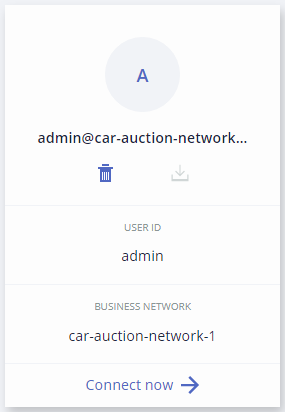 A
admin@car-auction-network...
USER ID
admin
BUSINESS NETWORK
car-auction-network-1
Connect now